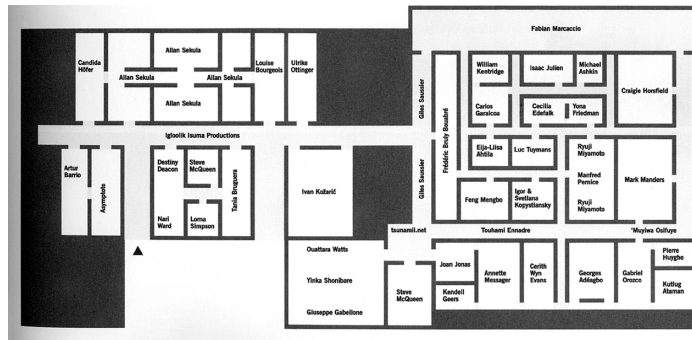 Fabian Marcaccio
Candida
Höfer
Allan Sekula
Allan Sekula
Allan Sekula
Allan Sekula
Louise
Bourgeois
Ulrike
Ottinger
Giles Saussier
Frédéric Bruly Bouabré
William
Kentridge
Isaac Julien
Michael
Ashkin
Craigie Horsfield
Carlos
Garaicoa
Cecilia
Edefalk
Yona
Friedman
Igloolik Isuma Productions
Artur
Barrio
Asymptote
Destiny
Deacon
Steve
McQueen
Tania Bruguera
Nari
Ward
Lorna
Simpson
Ivan Kožarić
Giles Saussier
Eija-Liisa
Ahtila
Luc Tuymans
Ryuji
Miyamoto
Manfred
Pernice
Ryuji
Miyamoto
Mark Manders
Feng Mengbo
Igor &
Svetlana
Kopystiansky
tsunamii.net
Touhami Ennadre
'Muyiwa Osifuye
Ouattara Watts
Yinka Shonibare
Giuseppe Gabellone
Steve
McQueen
Joan Jonas
Kendell
Geers
Annette
Messager
Cerith
Wyn
Evans
Georges
Adéagbo
Gabriel
Orozco
Pierre
Huyghe
Kutlug
Ataman